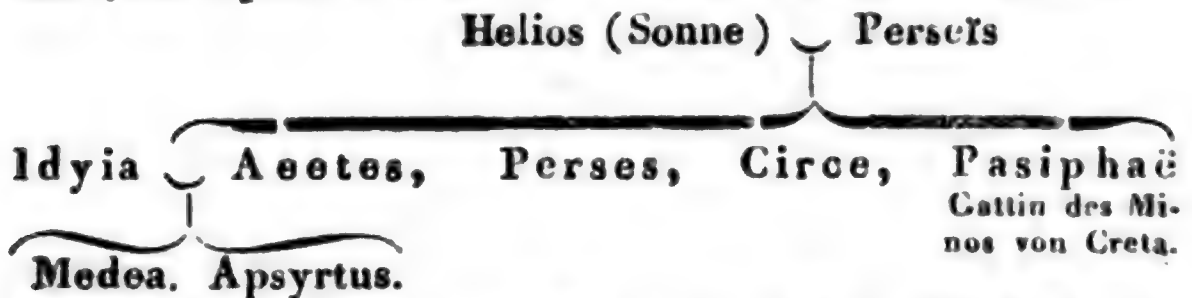 Helios (Sonne) Perseïs
Idyia Aeetes, Perses, Circe, Pasiphaë
Gattin des Mi-
nos von Creta.
Medea. Apsyrtus.